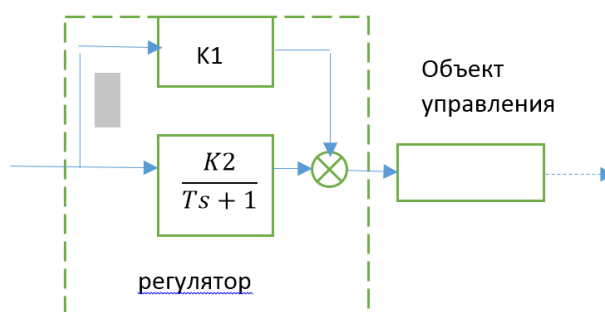 K1
Объект
управления
K2
Ts + 1
регулятор